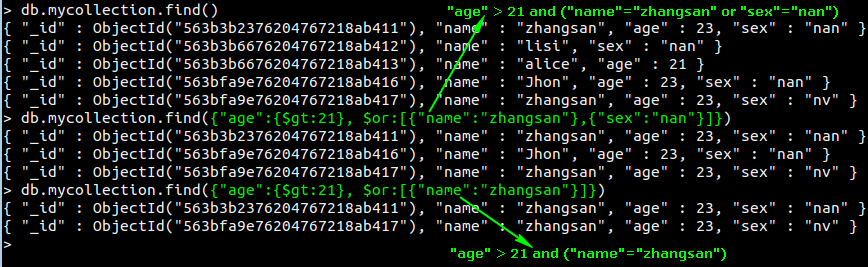 > db.mycollection.find()
"age" > 21 and ("name"="zhangsan" or "sex"="nan")
{ "_id" : ObjectId("563b3b2376204767218ab411"), "name" : "zhangsan", "age" : 23, "sex" : "nan" }
{ "_id" : ObjectId("563b3b6676204767218ab412"), "name" : "lisi", "sex" : "nan" }
{ "_id" : ObjectId("563b3b6676204767218ab413"), "name" : "alice", "age" : 21 }
{ "_id" : ObjectId("563bfa9e76204767218ab416"), "name" : "Jhon", "age" : 23, "sex" : "nan" }
{ "_id" : ObjectId("563bfa9e76204767218ab417"), "name" : "zhangsan", "age" : 23, "sex" : "nv" }
> db.mycollection.find({"age":{$gt:21}, $or:[{"name":"zhangsan"},{"sex":"nan"}]})
{ "_id" : ObjectId("563b3b2376204767218ab411"), "name" : "zhangsan", "age" : 23, "sex" : "nan" }
{ "_id" : ObjectId("563bfa9e76204767218ab416"), "name" : "Jhon", "age" : 23, "sex" : "nan" }
{ "_id" : ObjectId("563bfa9e76204767218ab417"), "name" : "zhangsan", "age" : 23, "sex" : "nv" }
> db.mycollection.find({"age":{$gt:21}, $or:[{"name":"zhangsan"}]})
{ "_id" : ObjectId("563b3b2376204767218ab411"), "name" : "zhangsan", "age" : 23, "sex" : "nan" }
{ "_id" : ObjectId("563bfa9e76204767218ab417"), "name" : "zhangsan", "age" : 23, "sex" : "nv" }
>
"age" > 21 and ("name"="zhangsan")